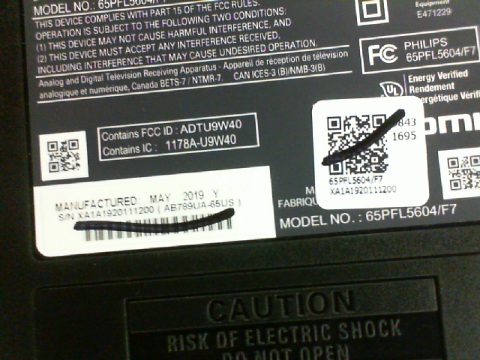 MODEL NO.: 65PFL5604/F7
THIS DEVICE COMPLIES WITH PART 15 OF THE FCC RULES.
OPERATION IS SUBJECT TO THE FOLLOWING TWO CONDITIONS:
(1) THIS DEVICE MAY NOT CAUSE HARMFUL INTERFERENCE, AND
(2) THIS DEVICE MUST ACCEPT ANY INTERFERENCE RECEIVED,
INCLUDING INTERFERENCE THAT MAY CAUSE UNDESIRED OPERATION.
Analog and Digital Television Receiving Apparatus - Appareil de réception de télévision
analogique et numérique, Canada BETS-7 / NTMR-7. CAN ICES-3 (B)/NMB-3(B)
Equipment
E471229
FC PHILIPS
65PFL5604/F7
UL Energy Verified
Rendement
Énergétique Vérifié
Contains FCC ID : ADTU9W40
Contains IC : 1178A-U9W40
843
1695
65PFL5604/F7
XA1A1920111200
MANUFACTURED: MAY 2019 Y
S/N XA1A1920111200 ( AB789UA-65US )
MODEL NO. : 65PFL5604/F7
CAUTION
RISK OF ELECTRIC SHOCK
DO NOT OPEN